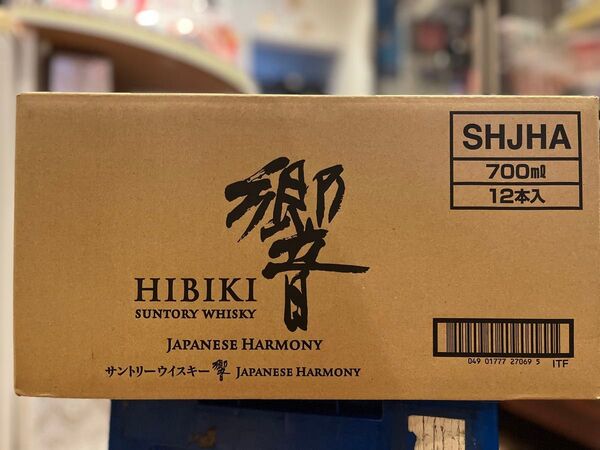 SHJHA
700ml
12本入
響
HIBIKI
SUNTORY WHISKY
JAPANESE HARMONY
サントリーウイスキー 響 JAPANESE HARMONY
049 01777 27069 5 ITF